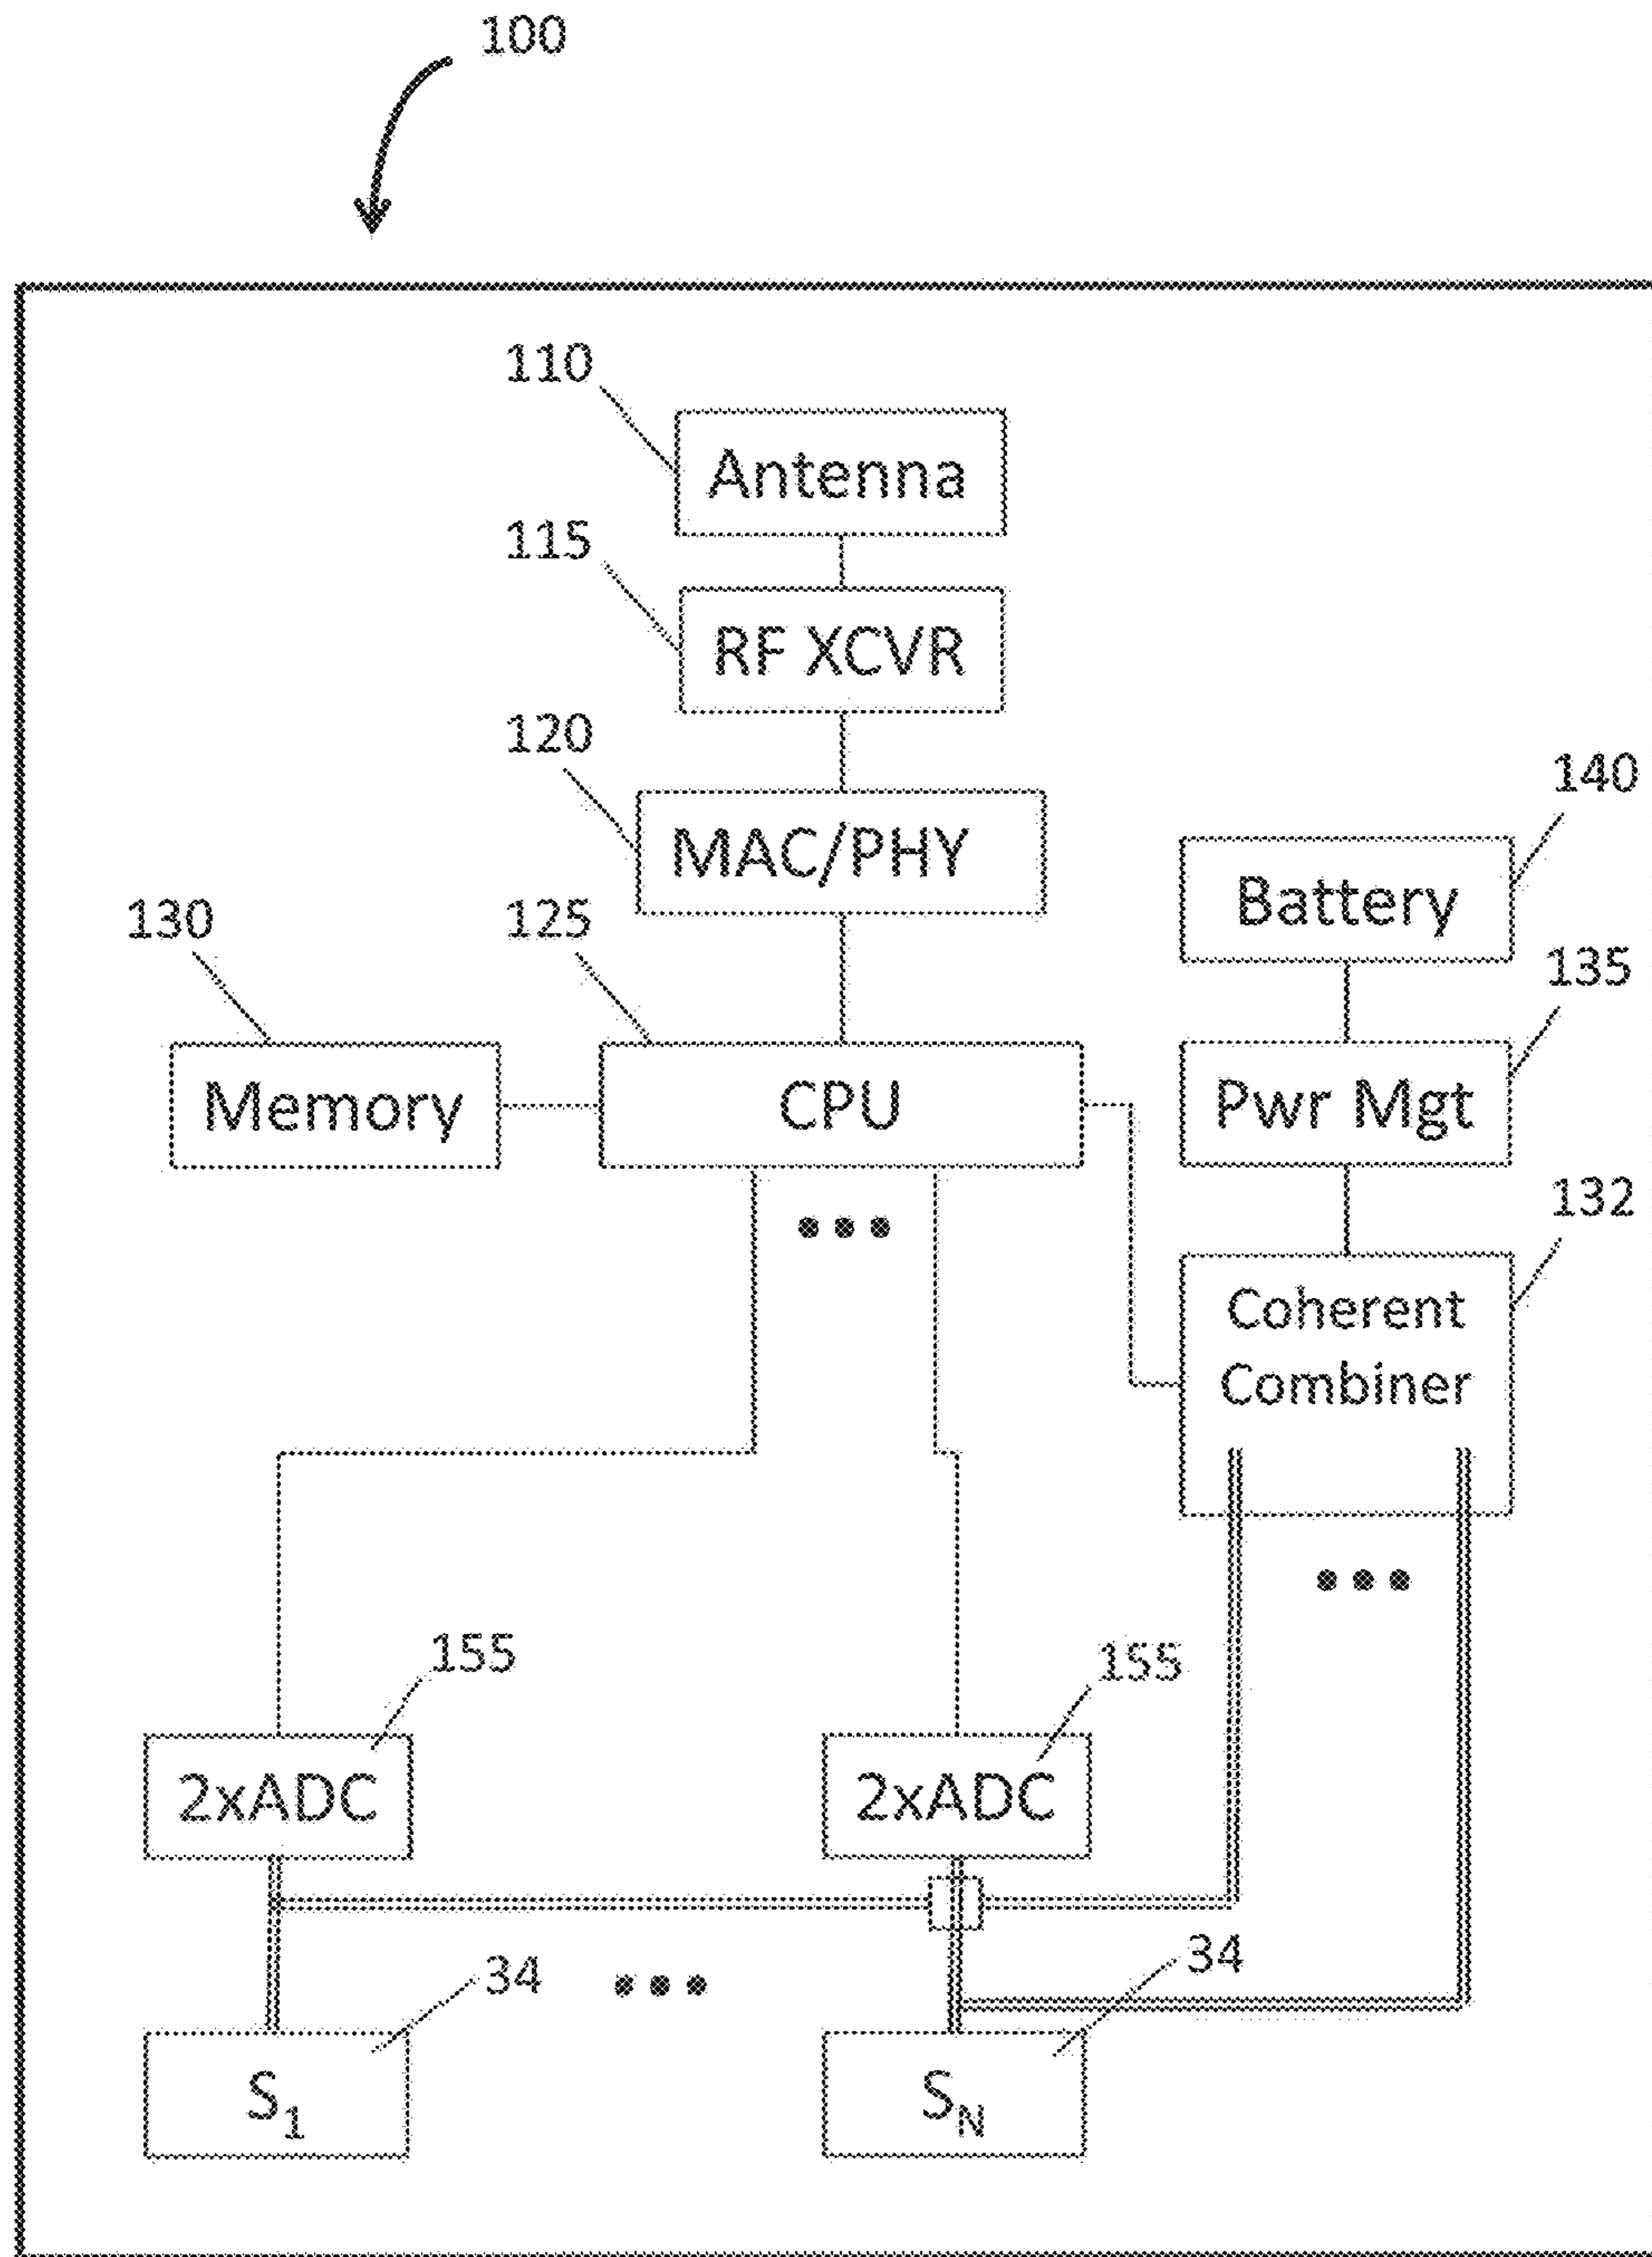 100
110
Antenna
115
RF XCVR
120
MAC/PHY
140
Battery
130
125
135
Memory
CPU
Pwr Mgt
132
•••
Coherent
Combiner
•••
155
155
2xADC
2xADC
34
•••
34
S₁
S_N